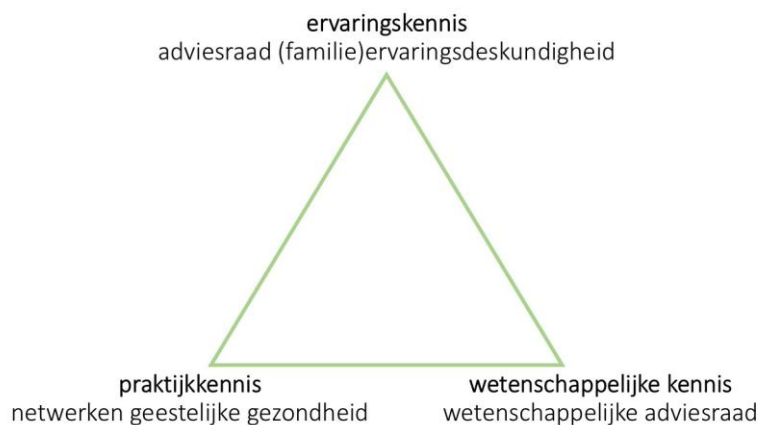 ervaringskennis
adviesraad (familie)ervaringsdeskundigheid
praktijkkennis
netwerken geestelijke gezondheid
wetenschappelijke kennis
wetenschappelijke adviesraad